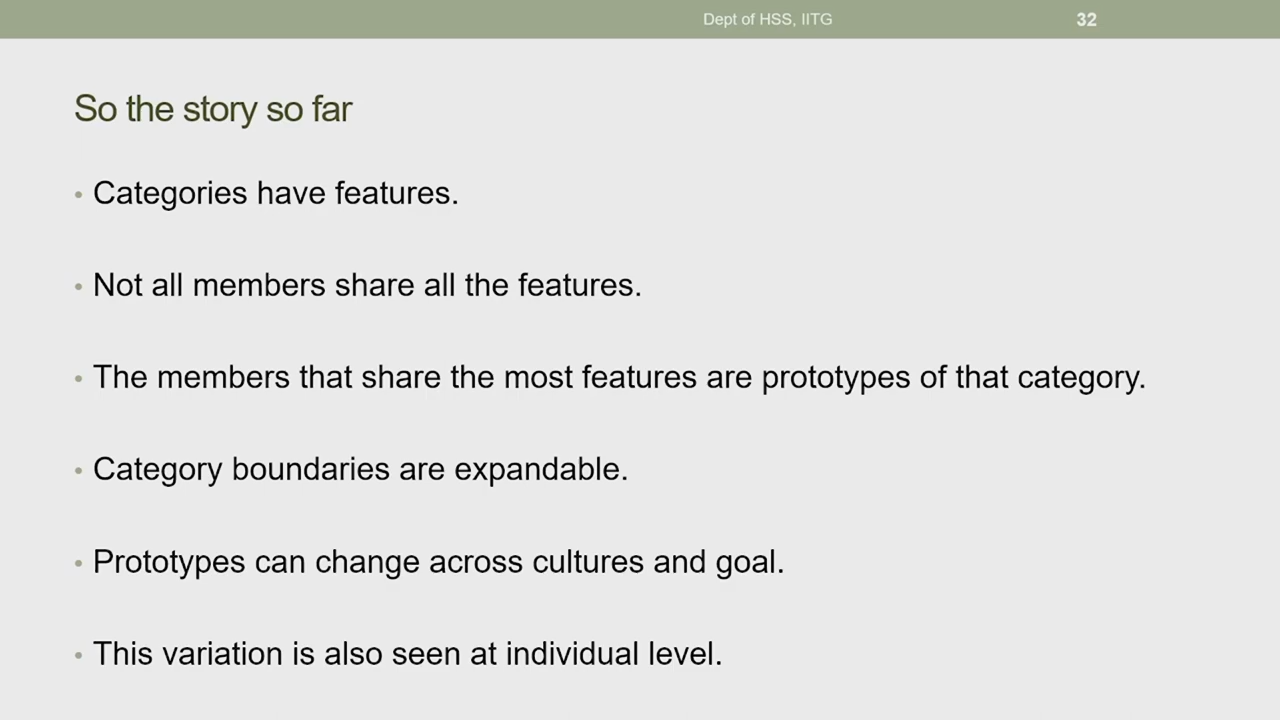 Dept of HSS, IITG
32
So the story so far
• Categories have features.
• Not all members share all the features.
• The members that share the most features are prototypes of that category.
• Category boundaries are expandable.
• Prototypes can change across cultures and goal.
• This variation is also seen at individual level.